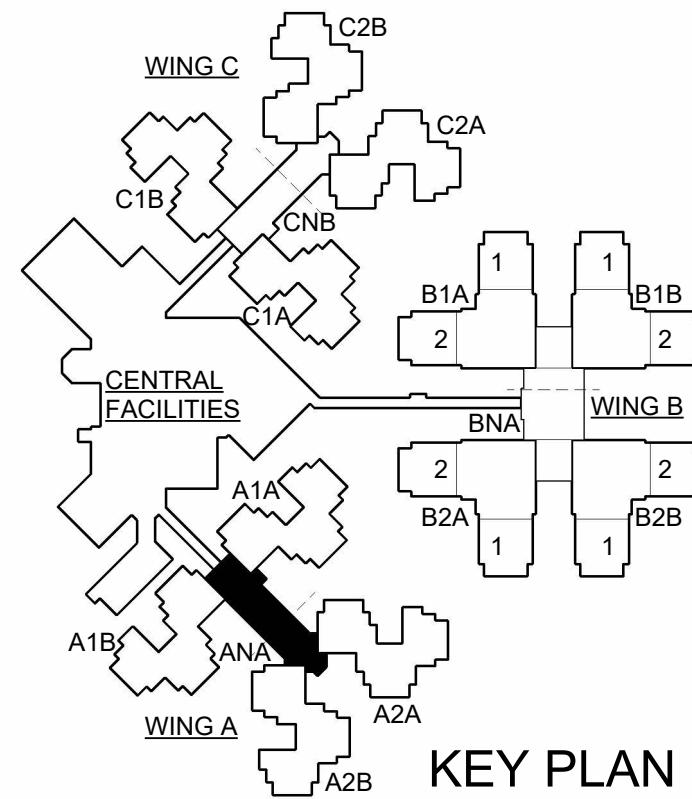 C2B
WING C
C2A
C1B
CNB
1
1
B1A
B1B
C1A
2
2
CENTRAL
FACILITIES
WING B
BNA
A1A
2
2
B2A
B2B
1
1
A1B
ANA
A2A
WING A
A2B
KEY PLAN